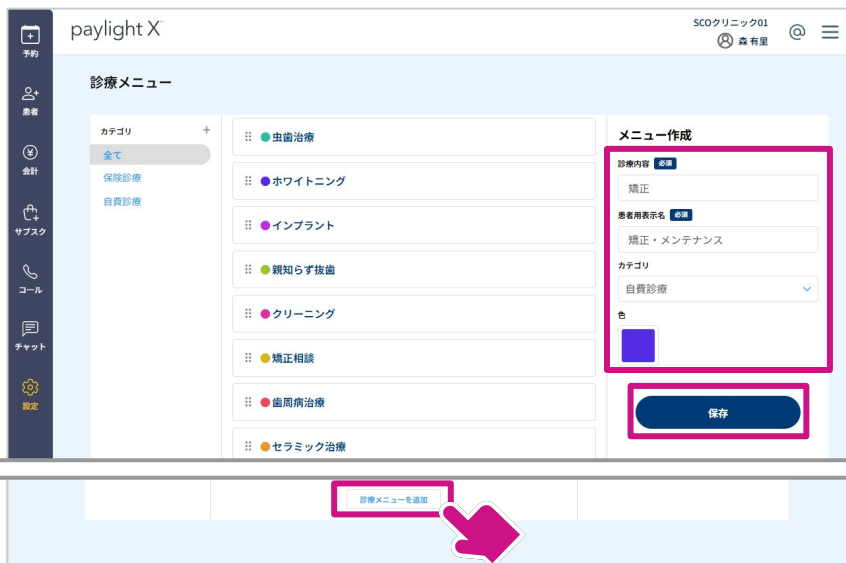 paylight X
SCOクリニック01
森 有里
予約
患者
会計
サブスク
コール
チャット
設定
診療メニュー
カテゴリ +
全て
保険診療
自費診療
虫歯治療
ホワイトニング
インプラント
親知らず抜歯
クリーニング
矯正相談
歯周病治療
セラミック治療
メニュー作成
診療内容 必須
矯正
患者用表示名 必須
矯正・メンテナンス
カテゴリ
自費診療
色
保存
診療メニューを追加